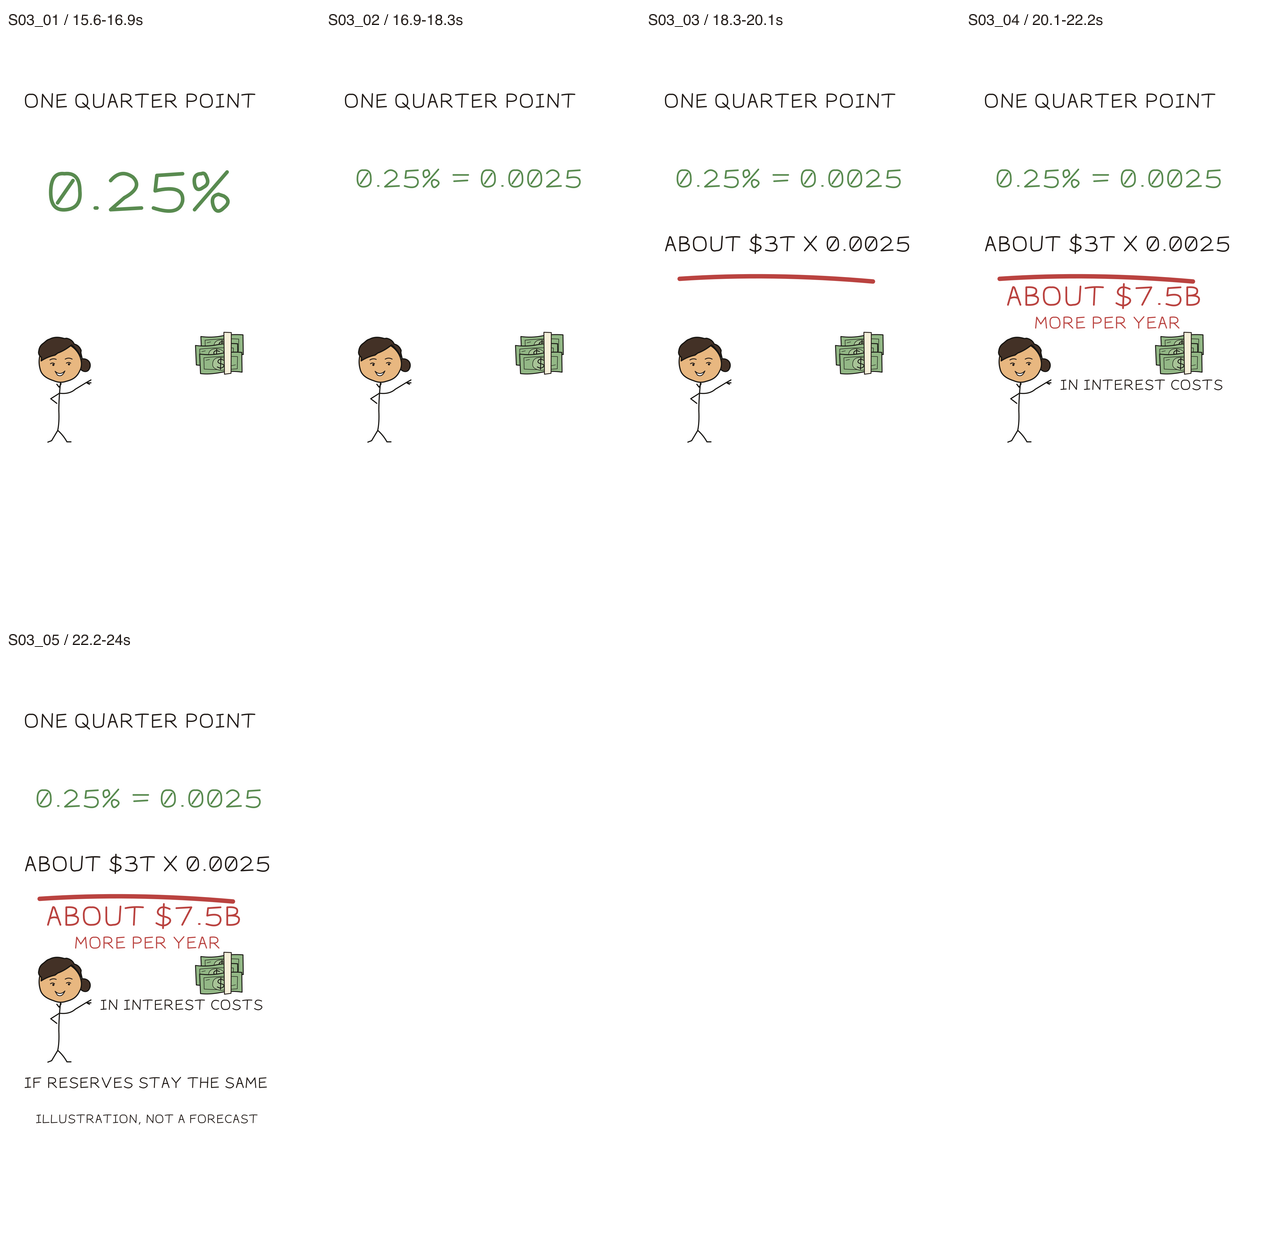 S03_01 / 15.6-16.9s
ONE QUARTER POINT
0.25%
S03_02 / 16.9-18.3s
ONE QUARTER POINT
0.25% = 0.0025
S03_03 / 18.3-20.1s
ONE QUARTER POINT
0.25% = 0.0025
ABOUT $3T X 0.0025
S03_04 / 20.1-22.2s
ONE QUARTER POINT
0.25% = 0.0025
ABOUT $3T X 0.0025
ABOUT $7.5B
MORE PER YEAR
IN INTEREST COSTS
S03_05 / 22.2-24s
ONE QUARTER POINT
0.25% = 0.0025
ABOUT $3T X 0.0025
ABOUT $7.5B
MORE PER YEAR
IN INTEREST COSTS
IF RESERVES STAY THE SAME
ILLUSTRATION, NOT A FORECAST